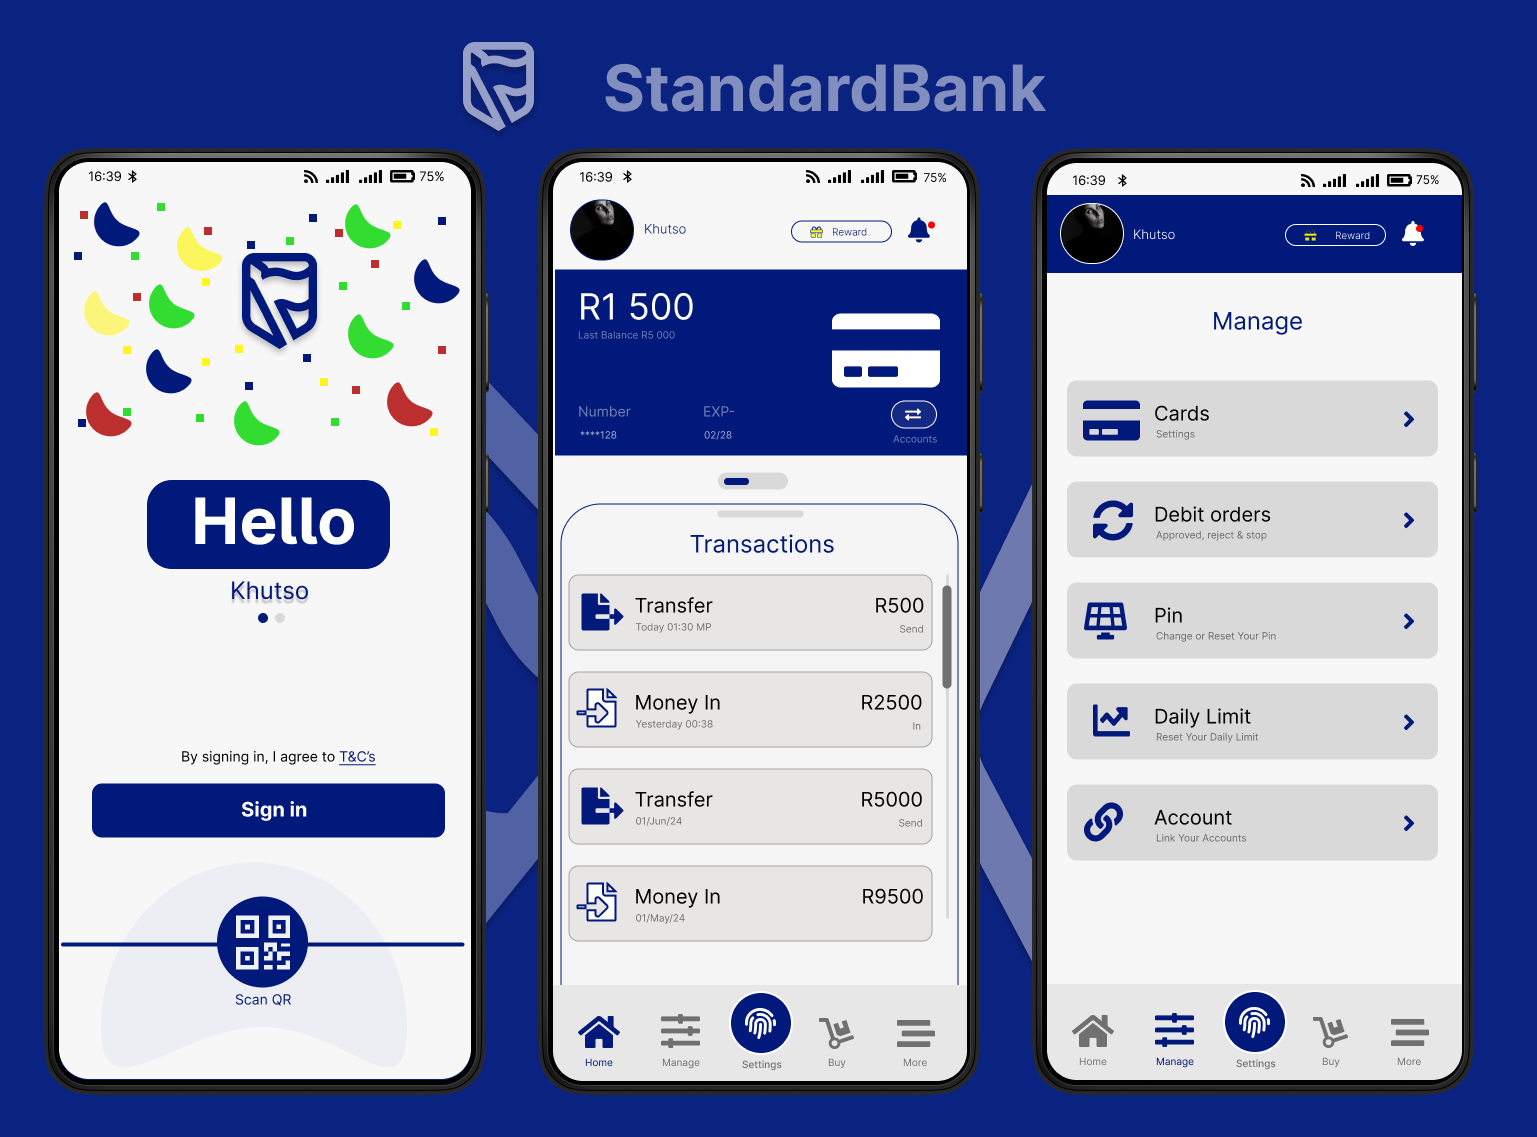 StandardBank
16:39
75%
Hello
Khutso
By signing in, I agree to T&C's
Sign in
Scan QR
16:39
75%
Khutso
Reward
R1 500
Last Balance R5 000
Number
EXP-
****128
02/28
Accounts
Transactions
Transfer
R500
Today 01:30 MP
Send
Money In
R2500
Yesterday 00:38
In
Transfer
R5000
01/Jun/24
Send
Money In
R9500
01/May/24
Home
Manage
Settings
Buy
More
16:39
75%
Khutso
Reward
Manage
Cards
Settings
Debit orders
Approved, reject & stop
Pin
Change or Reset Your Pin
Daily Limit
Reset Your Daily Limit
Account
Link Your Accounts
Home
Manage
Settings
Buy
More